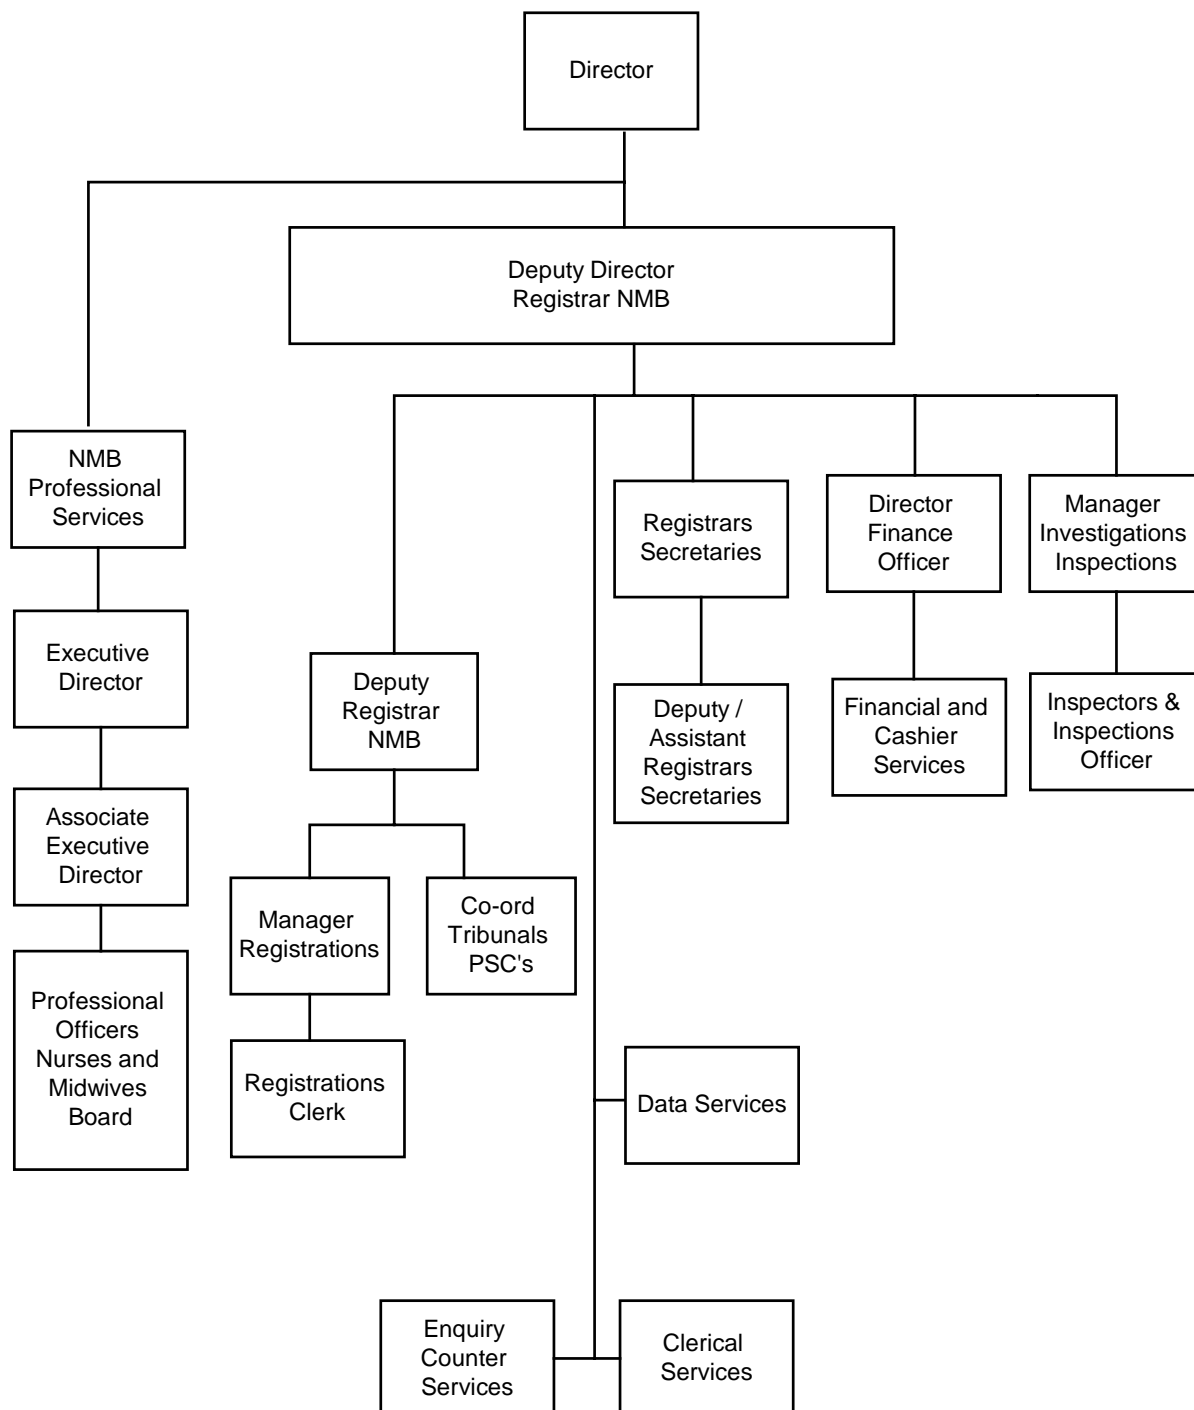 Director
Deputy Director
Registrar NMB
NMB
Professional
Services
Executive
Director
Associate
Executive
Director
Professional
Officers
Nurses and
Midwives
Board
Deputy
Registrar
NMB
Manager
Registrations
Registrations
Clerk
Co-ord
Tribunals
PSC's
Registrars
Secretaries
Deputy /
Assistant
Registrars
Secretaries
Director
Finance
Officer
Financial and
Cashier
Services
Manager
Investigations
Inspections
Inspectors &
Inspections
Officer
Data Services
Enquiry
Counter
Services
Clerical
Services